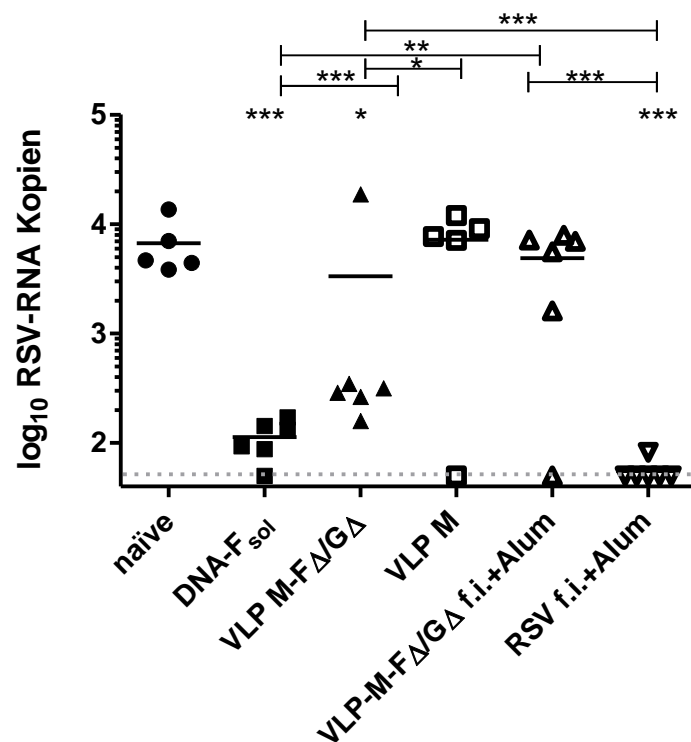 ***
**
*
*** ***
*** * ***
5
4
3
2
log₁₀ RSV-RNA Kopien
naïve
DNA-F sol
VLP M-FΔ/GΔ
VLP M
VLP-M-FΔ/GΔ f.i.+Alum
RSV f.i.+Alum